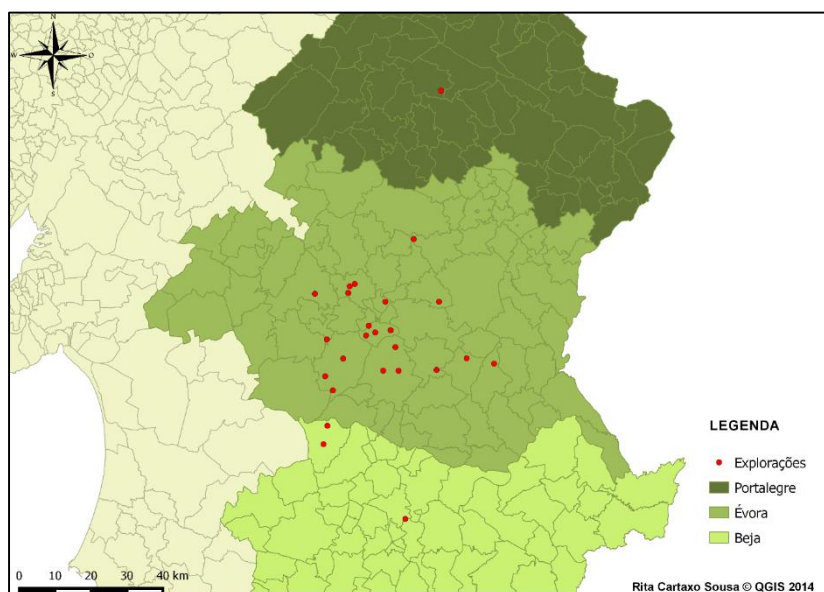 N
W
O
S
LEGENDA
Explorações
Portalegre
Évora
Beja
0 10 20 30 40 km
Rita Cartaxo Sousa © QGIS 2014